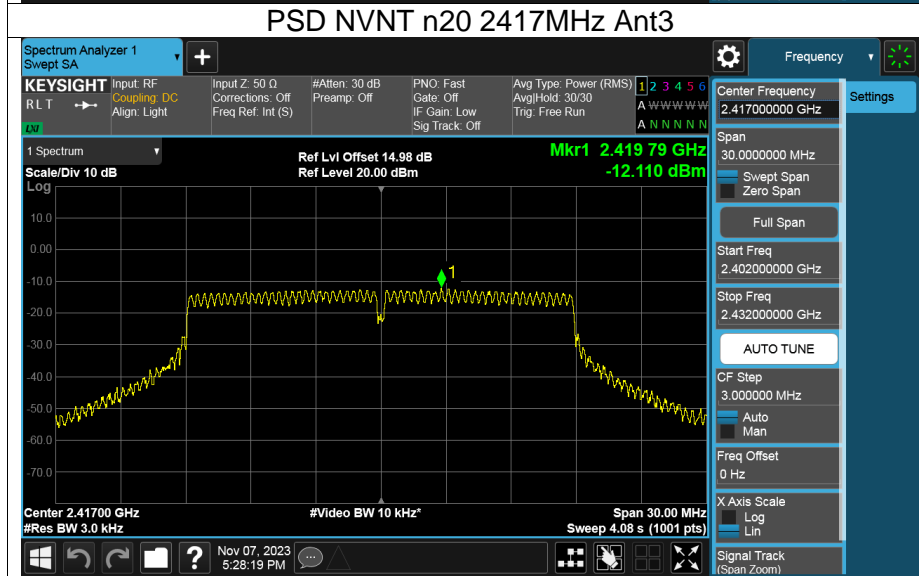 PSD NVNT n20 2417MHz Ant3
Spectrum Analyzer 1
Swept SA
+
Frequency
KEYSIGHT
R L T
LXI
Input: RF
Coupling: DC
Align: Light
Input Z: 50 Ω
Corrections: Off
Freq Ref: Int (S)
#Atten: 30 dB
Preamp: Off
PNO: Fast
Gate: Off
IF Gain: Low
Sig Track: Off
Avg Type: Power (RMS)
Avg|Hold: 30/30
Trig: Free Run
1 2 3 4 5 6
A W W W W W
A N N N N N
1 Spectrum
Scale/Div 10 dB
Log
Ref Lvl Offset 14.98 dB
Ref Level 20.00 dBm
Mkr1 2.419 79 GHz
-12.110 dBm
10.0
0.00
-10.0
-20.0
-30.0
-40.0
-50.0
-60.0
-70.0
1
Center 2.41700 GHz
#Res BW 3.0 kHz
#Video BW 10 kHz*
Span 30.00 MHz
Sweep 4.08 s (1001 pts)
?
Nov 07, 2023
5:28:19 PM
Center Frequency
2.417000000 GHz
Span
30.0000000 MHz
Swept Span
Zero Span
Full Span
Start Freq
2.402000000 GHz
Stop Freq
2.432000000 GHz
AUTO TUNE
CF Step
3.000000 MHz
Auto
Man
Freq Offset
0 Hz
X Axis Scale
Log
Lin
Signal Track
(Span Zoom)
Settings